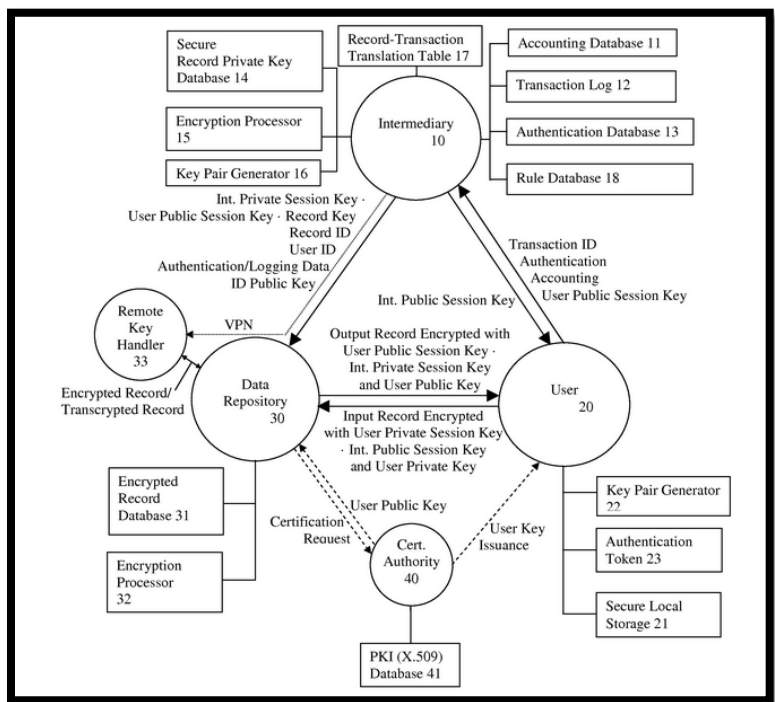 Secure
Record Private Key
Database 14
Record-Transaction
Translation Table 17
Accounting Database 11
Transaction Log 12
Encryption Processor
15
Intermediary
10
Authentication Database 13
Key Pair Generator 16
Rule Database 18
Int. Private Session Key ·
User Public Session Key · Record Key
Record ID
User ID
Authentication/Logging Data
ID Public Key
Transaction ID
Authentication
Accounting
User Public Session Key
Int. Public Session Key
Remote
Key
Handler
33
VPN
Output Record Encrypted with
User Public Session Key ·
Int. Private Session Key
and User Public Key
Encrypted Record/
Transcrypted Record
Data
Repository
30
User
20
Input Record Encrypted
with User Private Session Key
· Int. Public Session Key
and User Private Key
Encrypted
Record
Database 31
Encryption
Processor
32
User Public Key
Certification
Request
User Key
Issuance
Cert.
Authority
40
Key Pair Generator
22
Authentication
Token 23
Secure Local
Storage 21
PKI (X.509)
Database 41